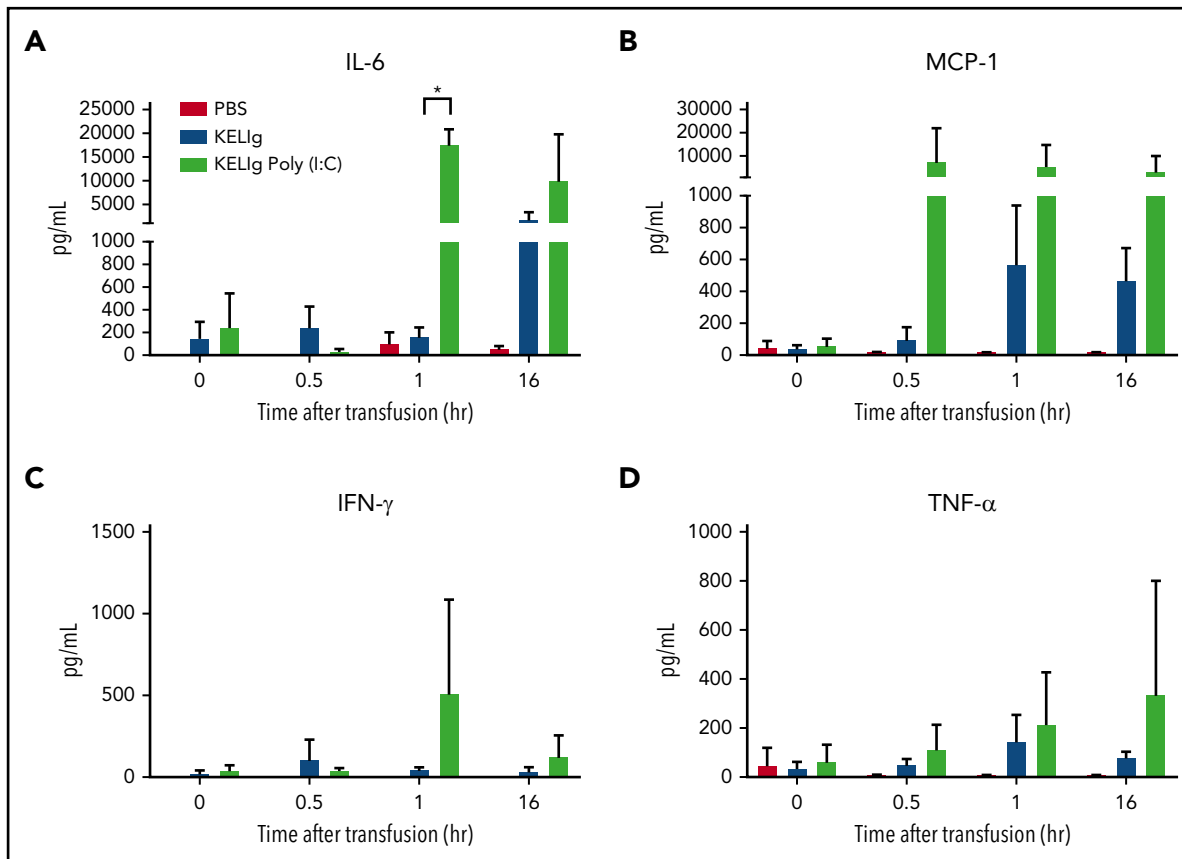 A
IL-6
*
PBS
KELIg
KELIg Poly (I:C)
25000
20000
15000
10000
5000
1000
800
600
400
200
0
pg/mL
0 0.5 1 16
Time after transfusion (hr)
B
MCP-1
30000
20000
10000
1000
800
600
400
200
0
pg/mL
0 0.5 1 16
Time after transfusion (hr)
C
IFN-γ
1500
1000
500
0
pg/mL
0 0.5 1 16
Time after transfusion (hr)
D
TNF-α
1000
800
600
400
200
0
pg/mL
0 0.5 1 16
Time after transfusion (hr)